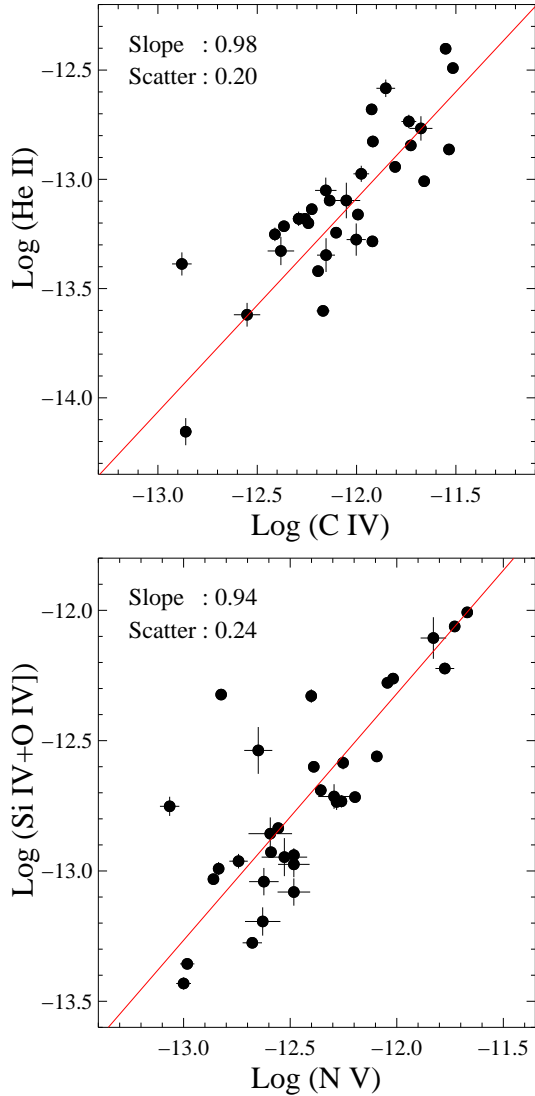 Slope : 0.98
Scatter : 0.20
−12.5
−13.0
−13.5
−14.0
Log (He II)
−13.0 −12.5 −12.0 −11.5
Log (C IV)
Slope : 0.94
Scatter : 0.24
−12.0
−12.5
−13.0
−13.5
Log (Si IV+O IV])
−13.0 −12.5 −12.0 −11.5
Log (N V)